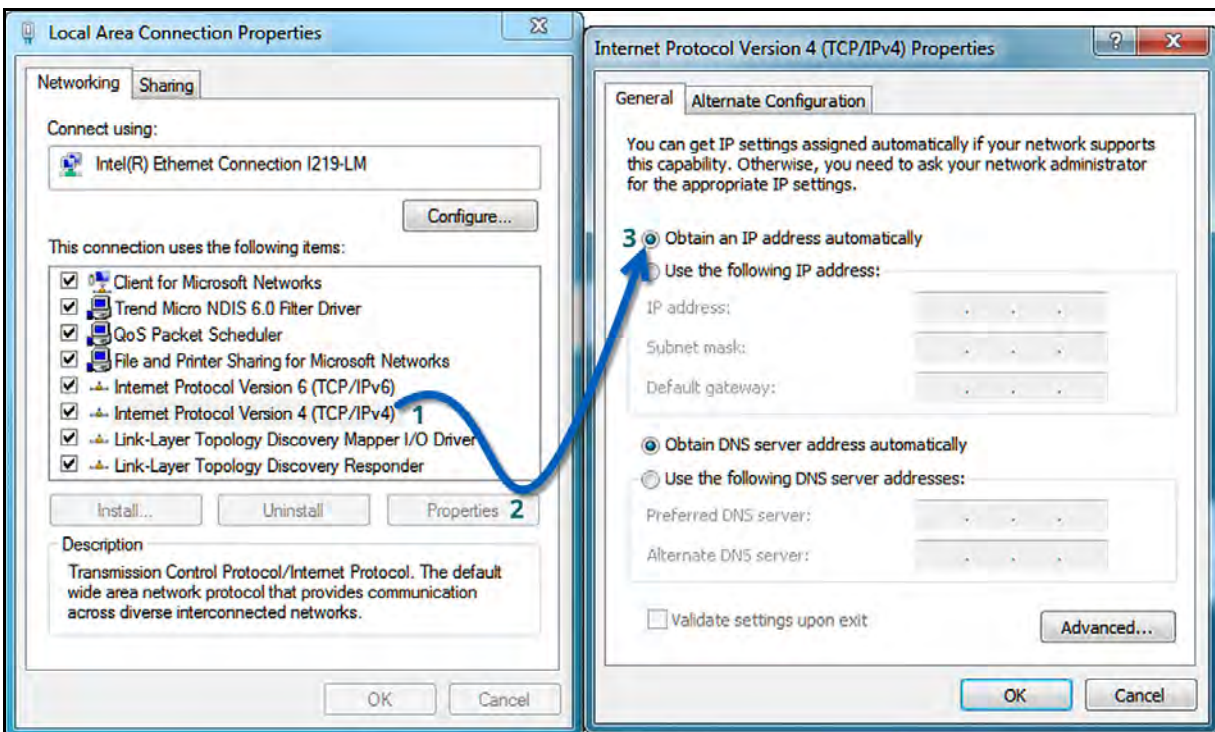 Local Area Connection Properties
Networking
Sharing
Connect using:
Intel(R) Ethernet Connection I219-LM
Configure...
This connection uses the following items:
Client for Microsoft Networks
Trend Micro NDIS 6.0 Filter Driver
QoS Packet Scheduler
File and Printer Sharing for Microsoft Networks
Internet Protocol Version 6 (TCP/IPv6)
Internet Protocol Version 4 (TCP/IPv4) 1
Link-Layer Topology Discovery Mapper I/O Driver
Link-Layer Topology Discovery Responder
Install...
Uninstall
Properties 2
Description
Transmission Control Protocol/Internet Protocol. The default
wide area network protocol that provides communication
across diverse interconnected networks.
OK
Cancel
Internet Protocol Version 4 (TCP/IPv4) Properties
?
General
Alternate Configuration
You can get IP settings assigned automatically if your network supports
this capability. Otherwise, you need to ask your network administrator
for the appropriate IP settings.
3 Obtain an IP address automatically
Use the following IP address:
IP address:
Subnet mask:
Default gateway:
Obtain DNS server address automatically
Use the following DNS server addresses:
Preferred DNS server:
Alternate DNS server:
Validate settings upon exit
Advanced...
OK
Cancel